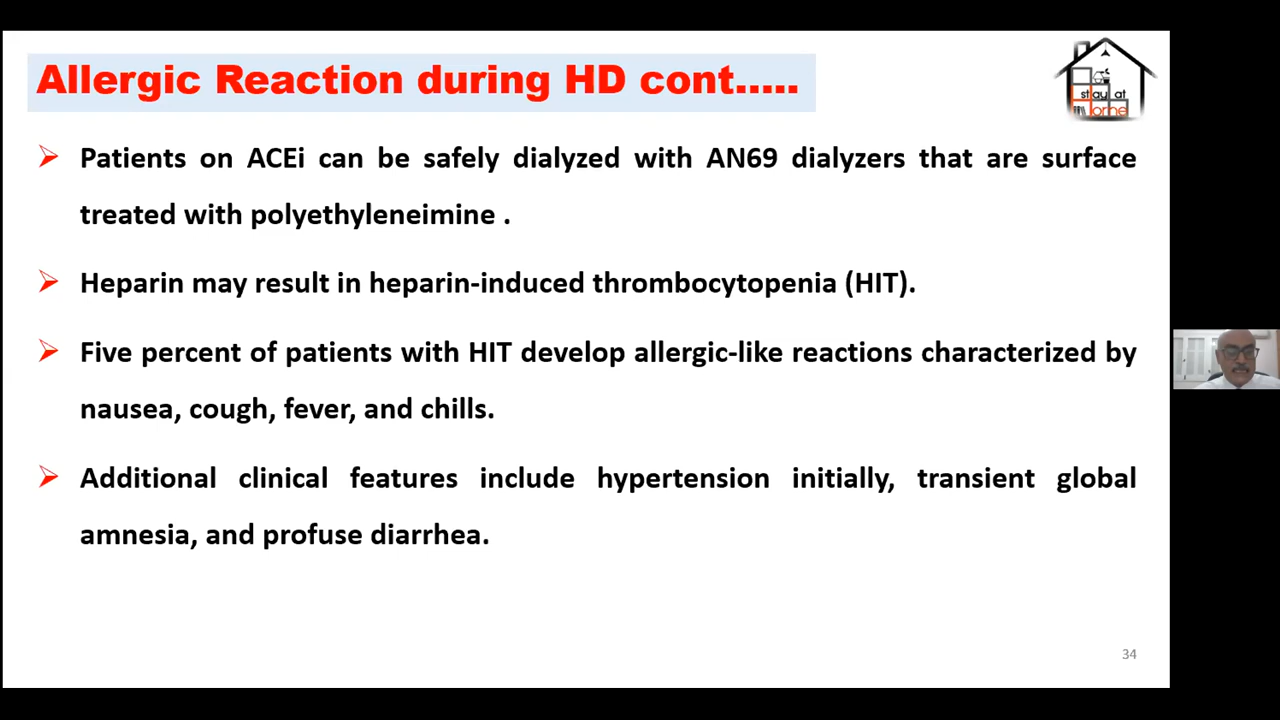 Allergic Reaction during HD cont.....
stay at
home
Patients on ACEi can be safely dialyzed with AN69 dialyzers that are surface
treated with polyethyleneimine .
Heparin may result in heparin-induced thrombocytopenia (HIT).
Five percent of patients with HIT develop allergic-like reactions characterized by
nausea, cough, fever, and chills.
Additional clinical features include hypertension initially, transient global
amnesia, and profuse diarrhea.
34